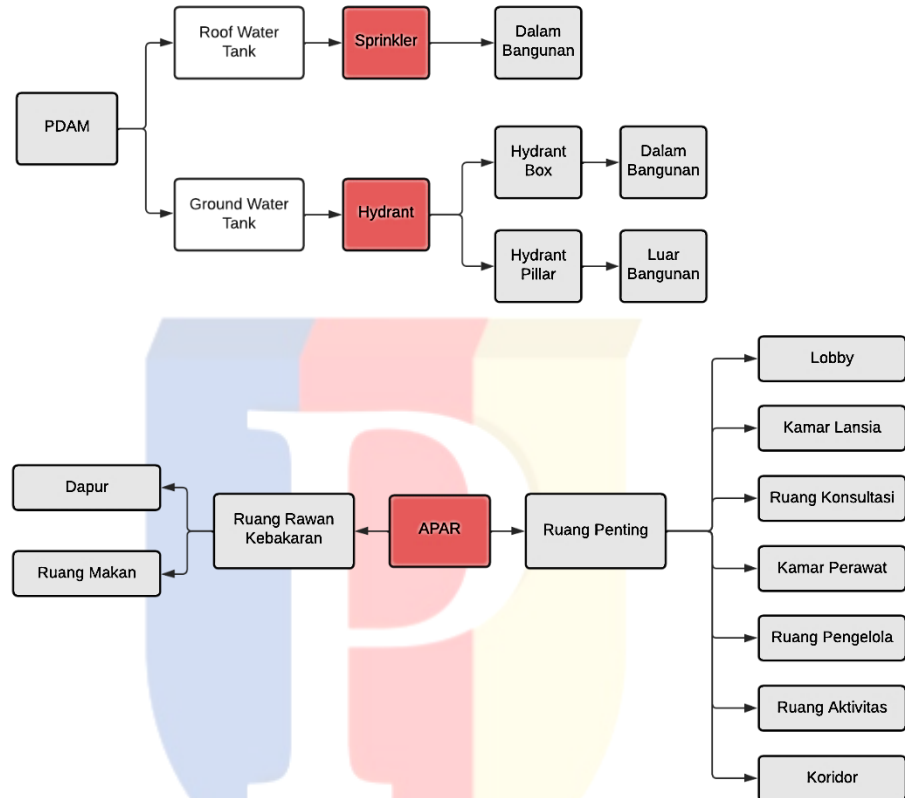 Roof Water
Tank
Sprinkler
Dalam
Bangunan
PDAM
Ground Water
Tank
Hydrant
Hydrant
Box
Dalam
Bangunan
Hydrant
Pillar
Luar
Bangunan
Dapur
Ruang Makan
Ruang Rawan
Kebakaran
APAR
Ruang Penting
Lobby
Kamar Lansia
Ruang Konsultasi
Kamar Perawat
Ruang Pengelola
Ruang Aktivitas
Koridor